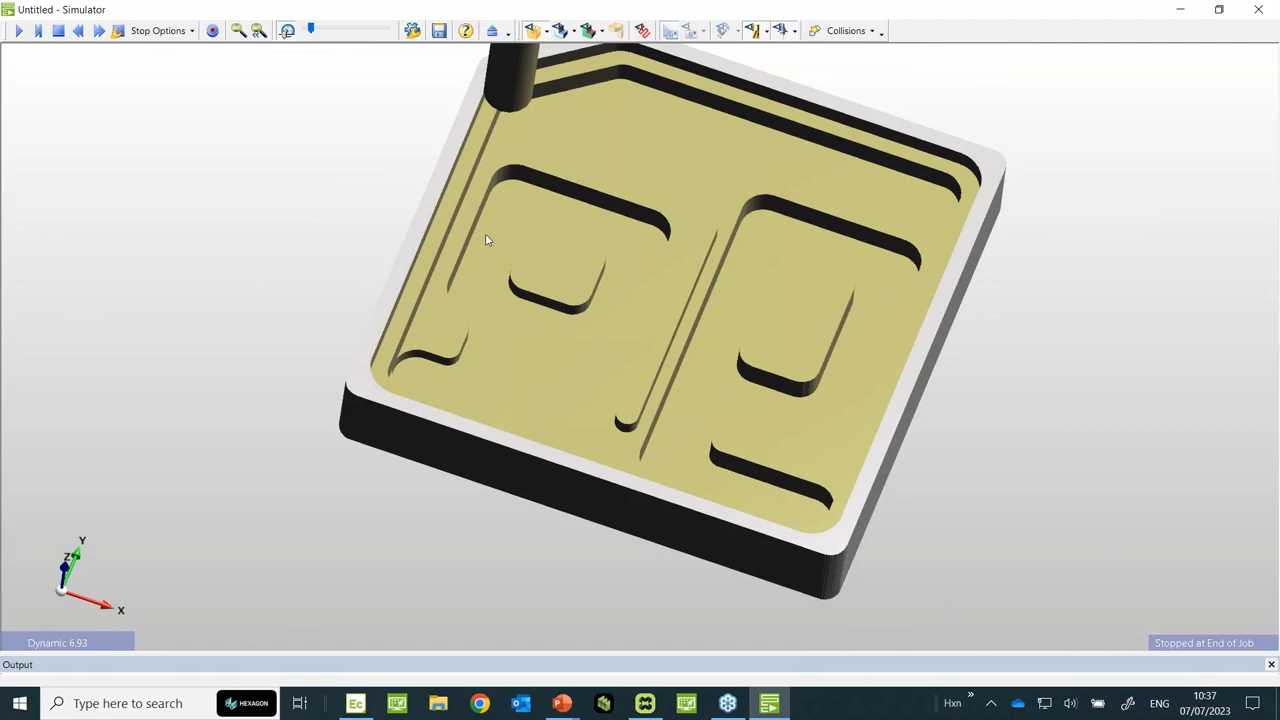 Untitled - Simulator
Stop Options
Collisions
Z
Y
X
Dynamic 6.93
Stopped at End of Job
Output
Type here to search
HEXAGON
Ec
Hxn
»
ENG
10:37
07/07/2023